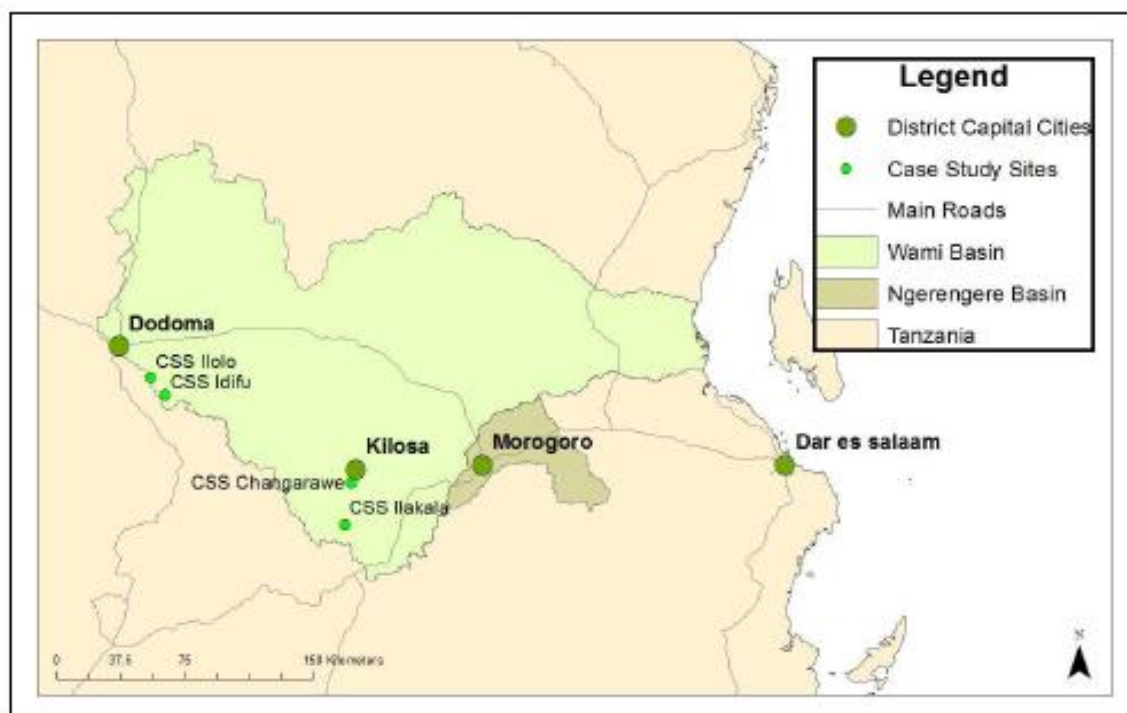 Legend
District Capital Cities
Case Study Sites
Main Roads
Wami Basin
Ngerengere Basin
Tanzania
Dodoma
CSS Ilolo
CSS Idifu
Kilosa
Morogoro
Dar es salaam
CSS Changarawe
CSS Ilakala
0 37.5 75 150 Kilometers
N